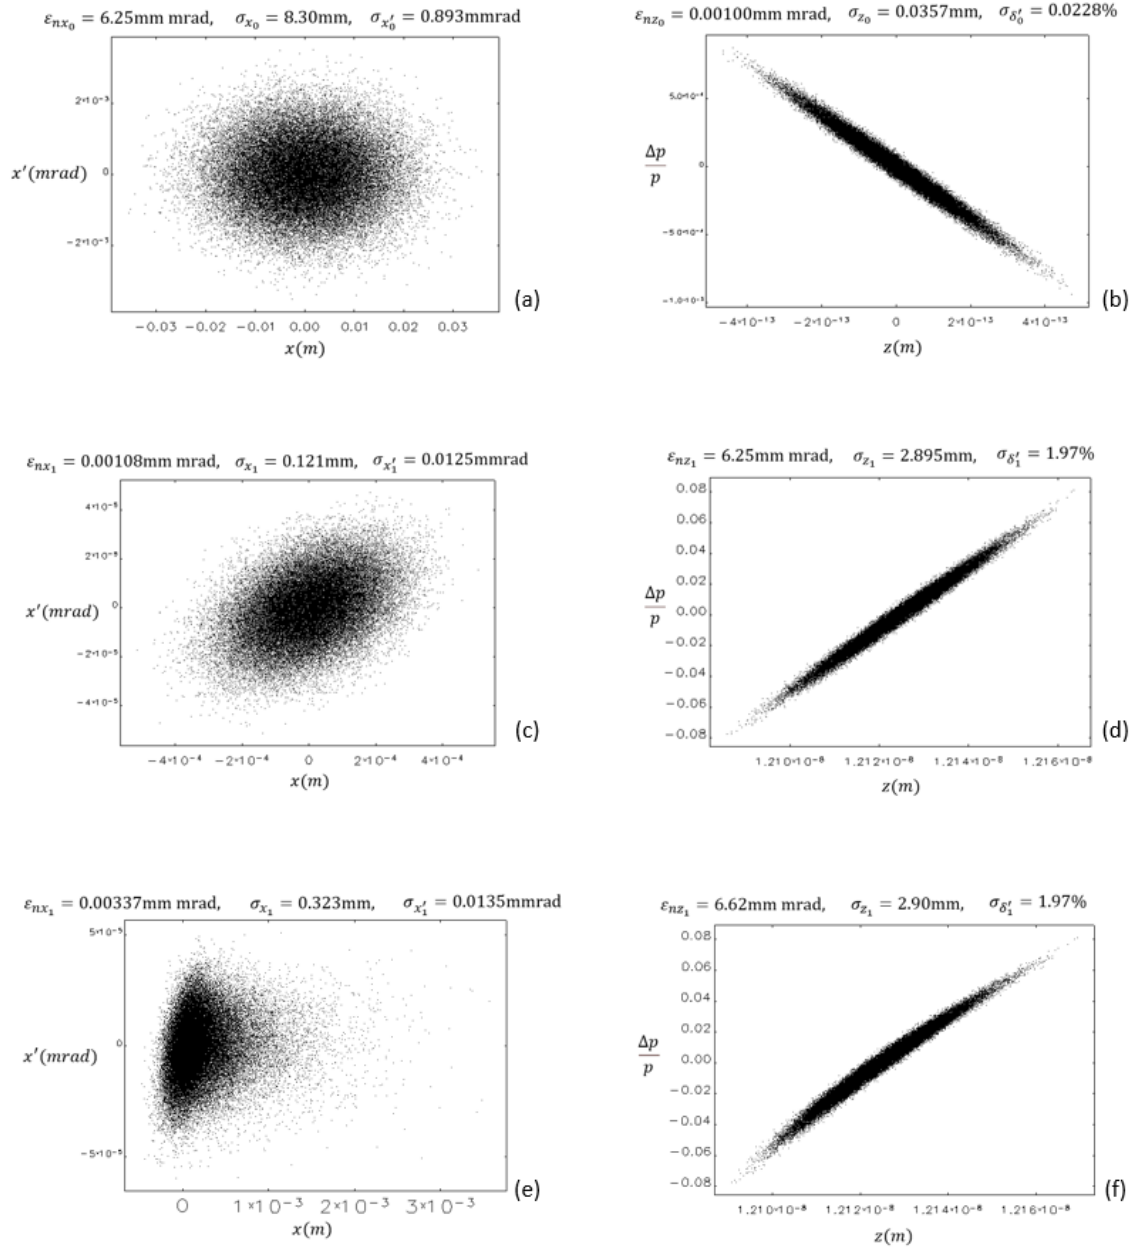 εnx₀ = 6.25mm mrad, σx₀ = 8.30mm, σx′₀ = 0.893mmrad
2*10⁻³
0
−2*10⁻³
x′(mrad)
−0.03 −0.02 −0.01 0.00 0.01 0.02 0.03
x(m)
(a)
εnz₀ = 0.00100mm mrad, σz₀ = 0.0357mm, σδ′₀ = 0.0228%
5.0*10⁻⁴
0
−5.0*10⁻⁴
−1.0*10⁻³
Δp
p
−4*10⁻¹³ −2*10⁻¹³ 0 2*10⁻¹³ 4*10⁻¹³
z(m)
(b)
εnx₁ = 0.00108mm mrad, σx₁ = 0.121mm, σx′₁ = 0.0125mmrad
4*10⁻⁵
2*10⁻⁵
0
−2*10⁻⁵
−4*10⁻⁵
x′(mrad)
−4*10⁻⁴ −2*10⁻⁴ 0 2*10⁻⁴ 4*10⁻⁴
x(m)
(c)
εnz₁ = 6.25mm mrad, σz₁ = 2.895mm, σδ′₁ = 1.97%
0.08
0.06
0.04
0.02
0.00
−0.02
−0.04
−0.06
−0.08
Δp
p
1.210*10⁻⁸ 1.212*10⁻⁸ 1.214*10⁻⁸ 1.216*10⁻⁸
z(m)
(d)
εnx₁ = 0.00337mm mrad, σx₁ = 0.323mm, σx′₁ = 0.0135mmrad
5*10⁻⁵
0
−5*10⁻⁵
x′(mrad)
0 1*10⁻³ 2*10⁻³ 3*10⁻³
x(m)
(e)
εnz₁ = 6.62mm mrad, σz₁ = 2.90mm, σδ′₁ = 1.97%
0.08
0.06
0.04
0.02
0.00
−0.02
−0.04
−0.06
−0.08
Δp
p
1.210*10⁻⁸ 1.212*10⁻⁸ 1.214*10⁻⁸ 1.216*10⁻⁸
z(m)
(f)